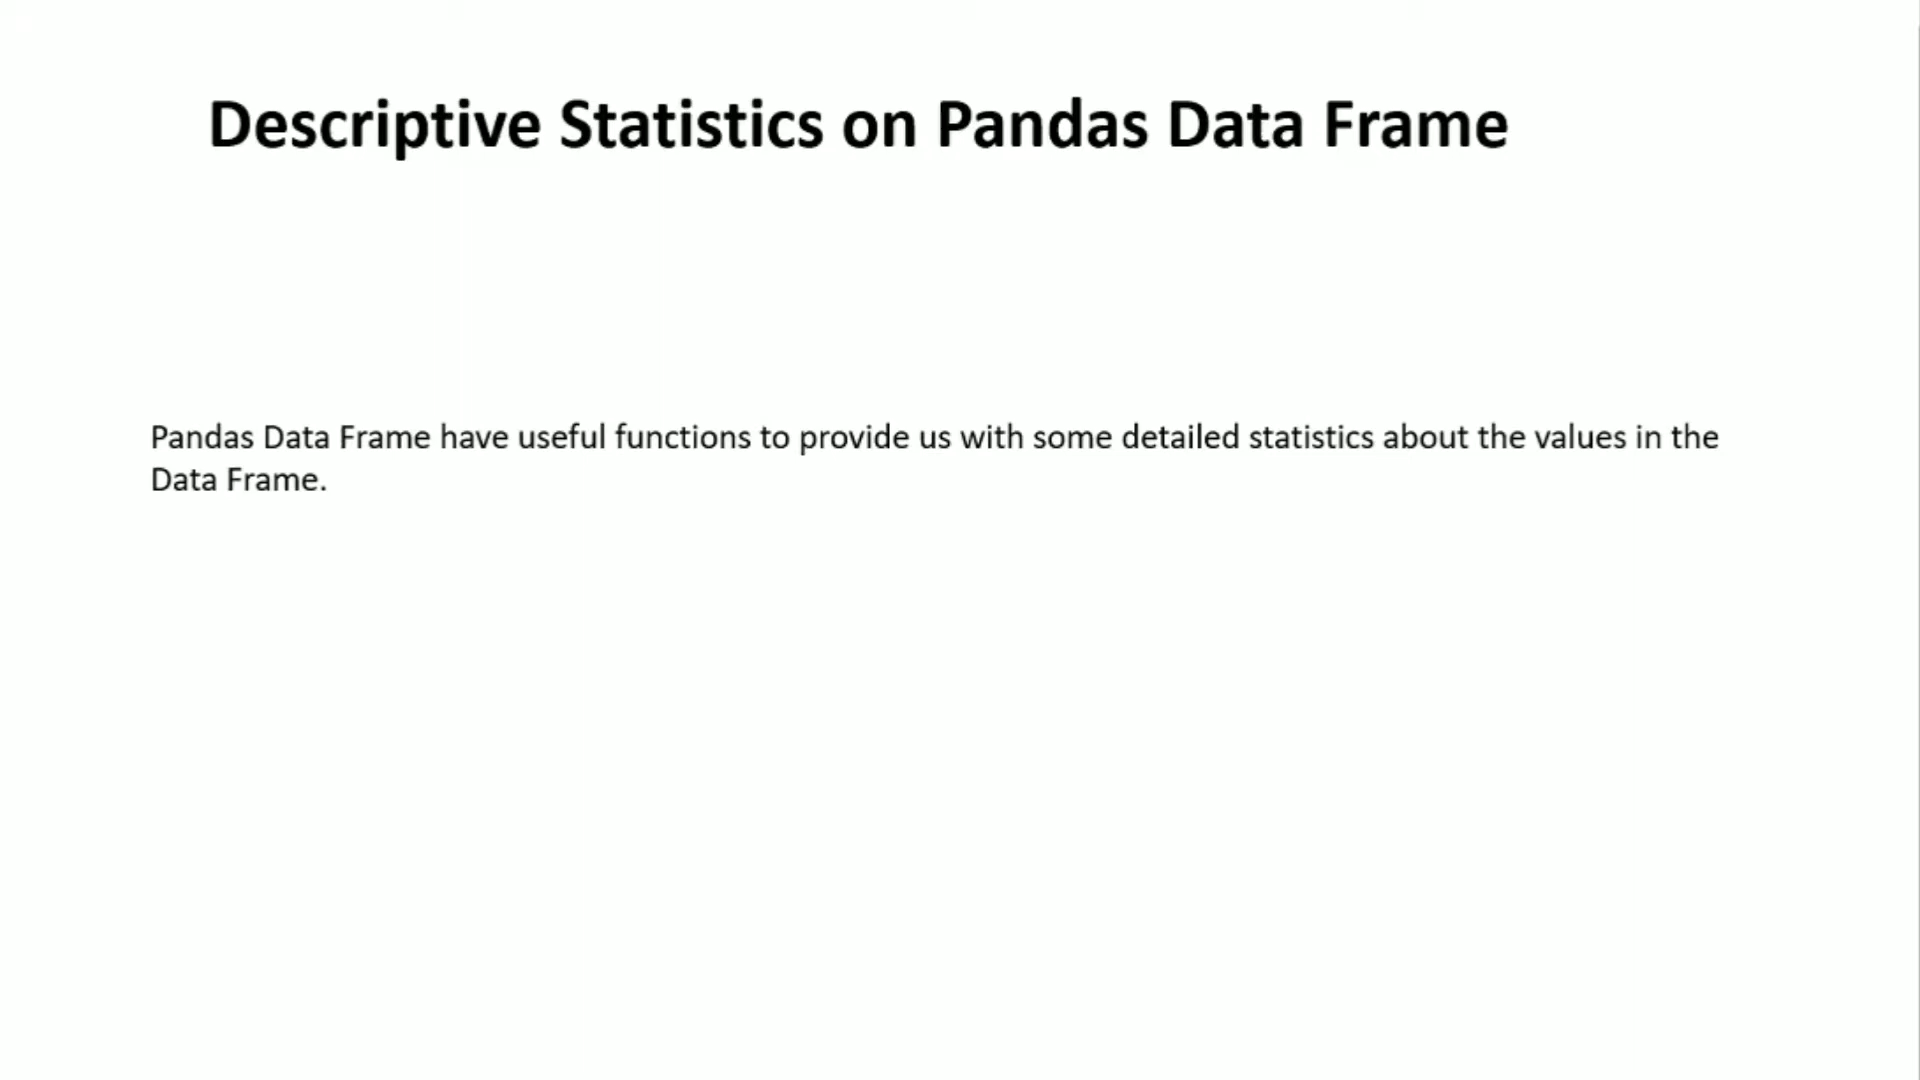 Descriptive Statistics on Pandas Data Frame
Pandas Data Frame have useful functions to provide us with some detailed statistics about the values in the
Data Frame.